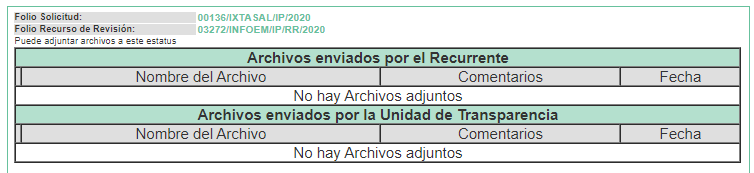 Folio Solicitud: 00136/IXTASAL/IP/2020
Folio Recurso de Revisión: 03272/INFOEM/IP/RR/2020
Puede adjuntar archivos a este estatus
Archivos enviados por el Recurrente
Nombre del Archivo Comentarios Fecha
No hay Archivos adjuntos
Archivos enviados por la Unidad de Transparencia
Nombre del Archivo Comentarios Fecha
No hay Archivos adjuntos